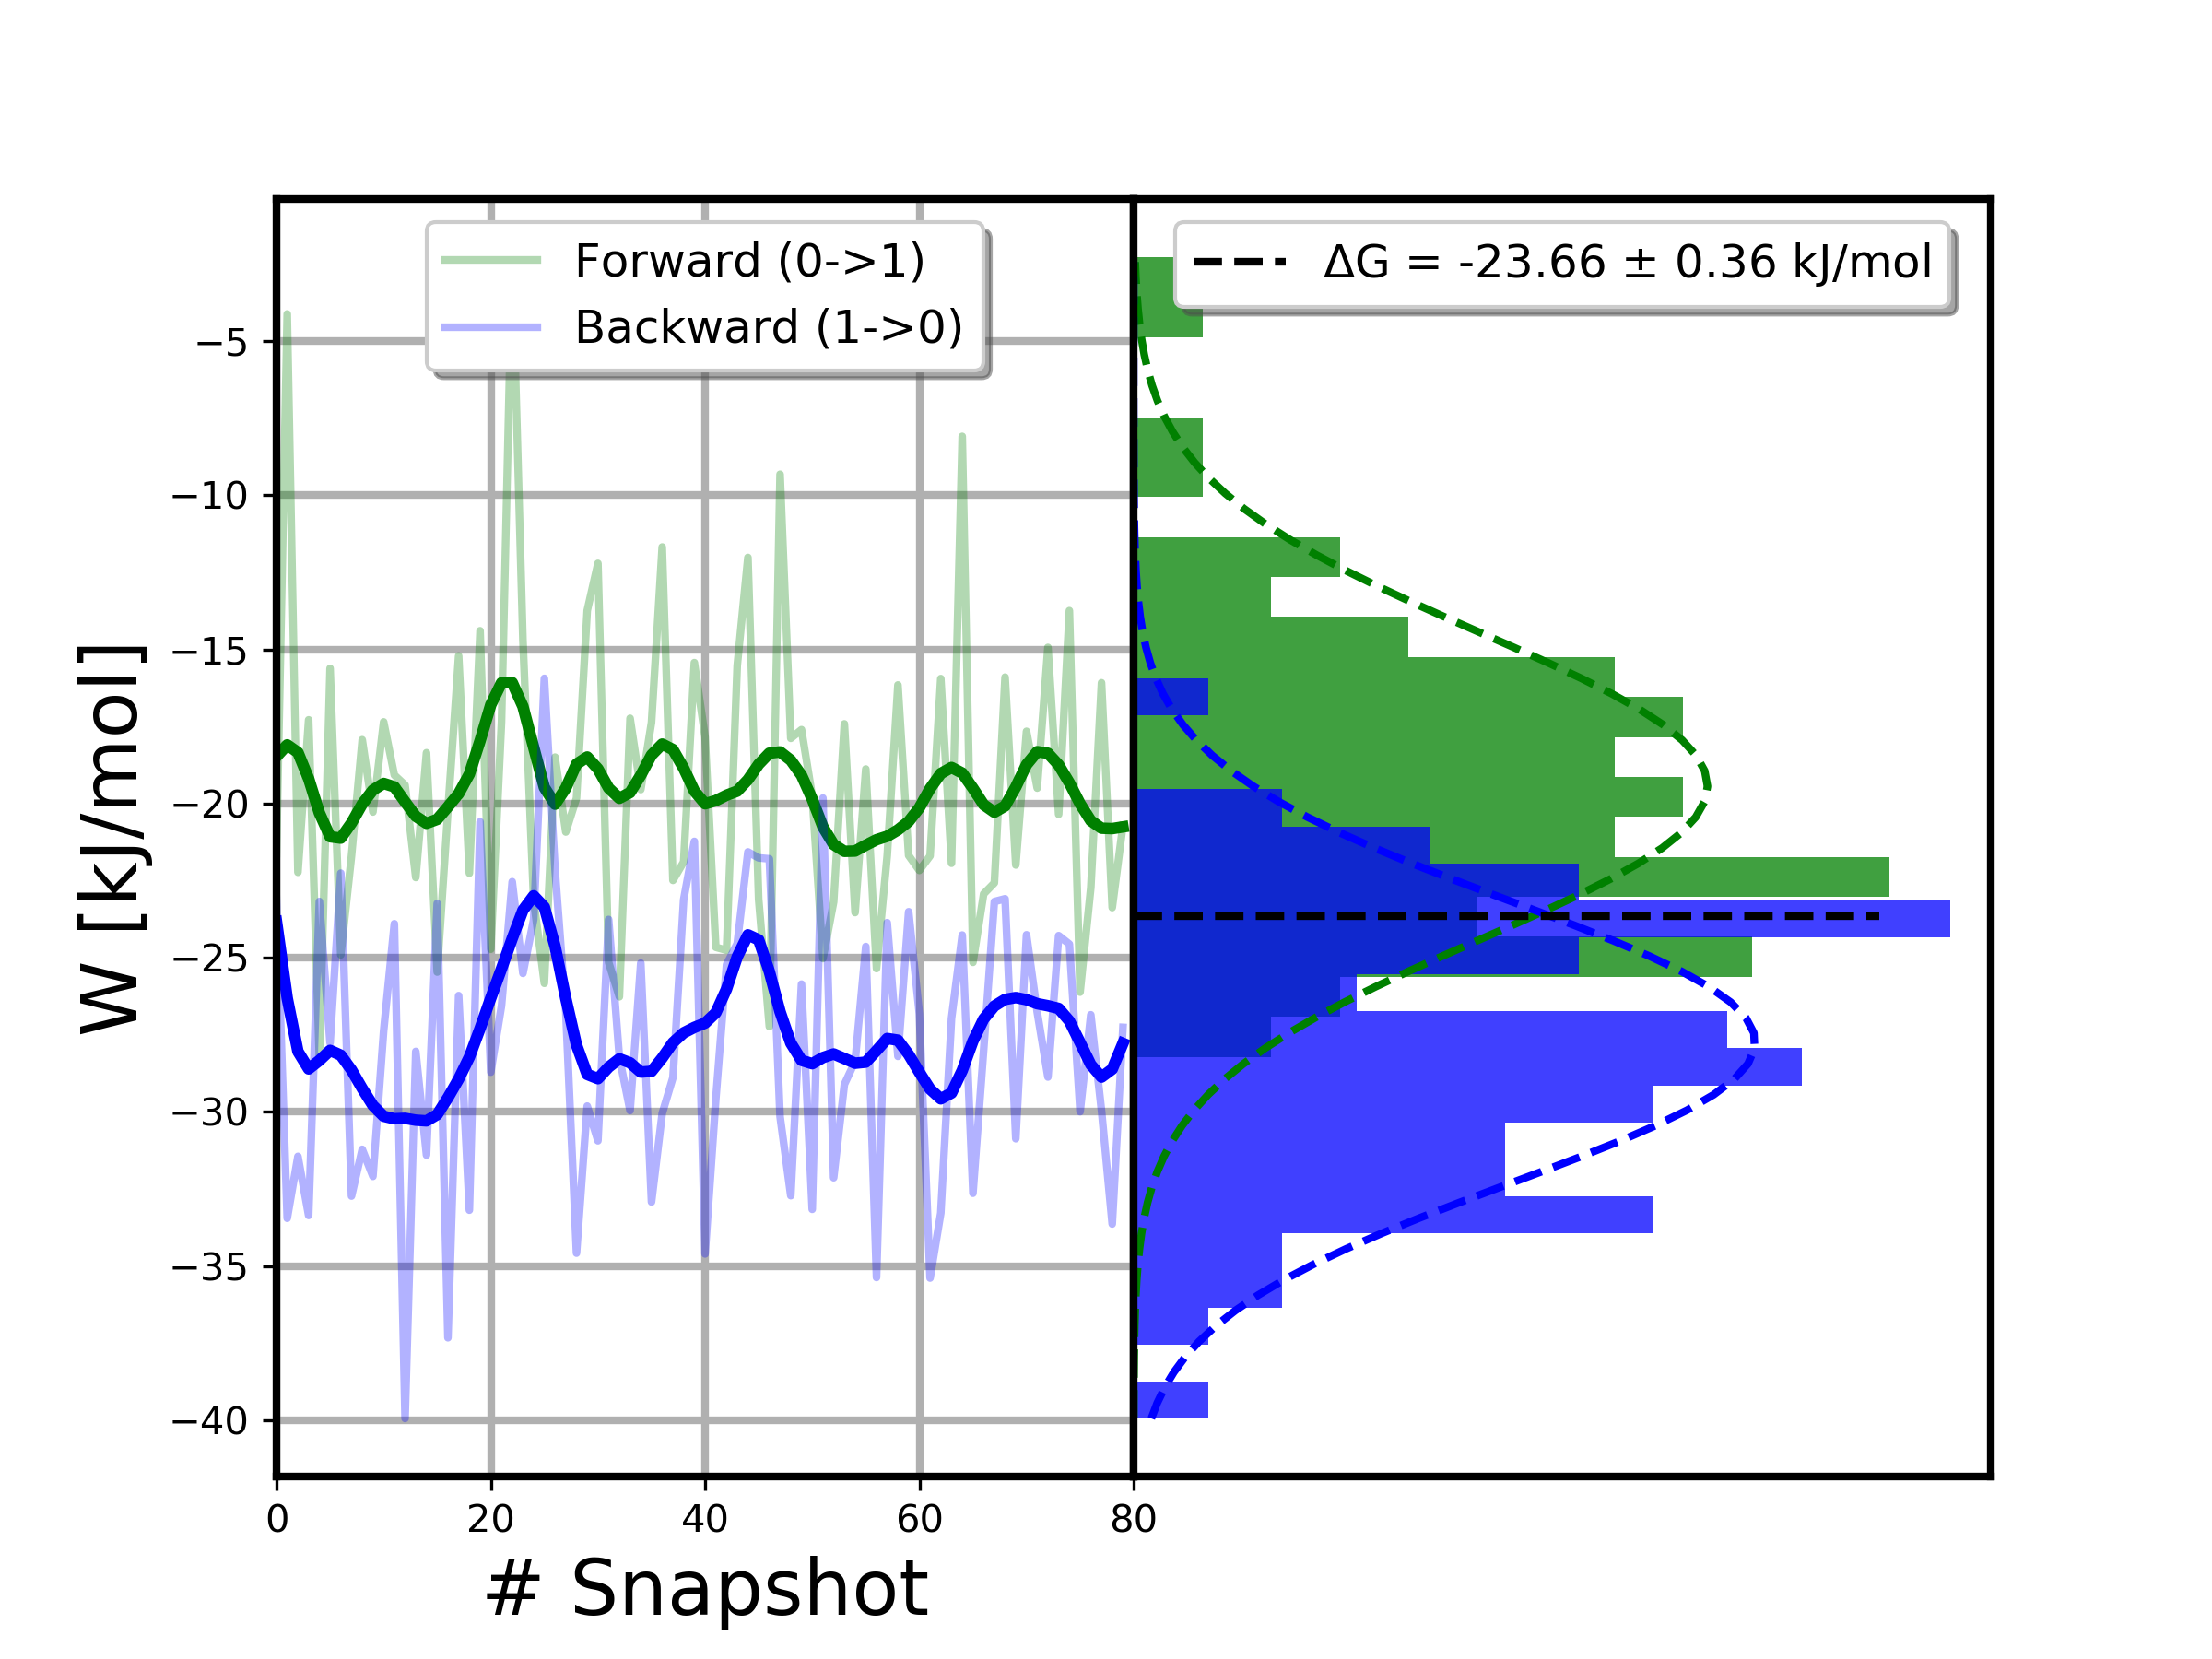 Forward (0->1)
Backward (1->0)
ΔG = -23.66 ± 0.36 kJ/mol
W [kJ/mol]
−5
−10
−15
−20
−25
−30
−35
−40
0 20 40 60 80
# Snapshot